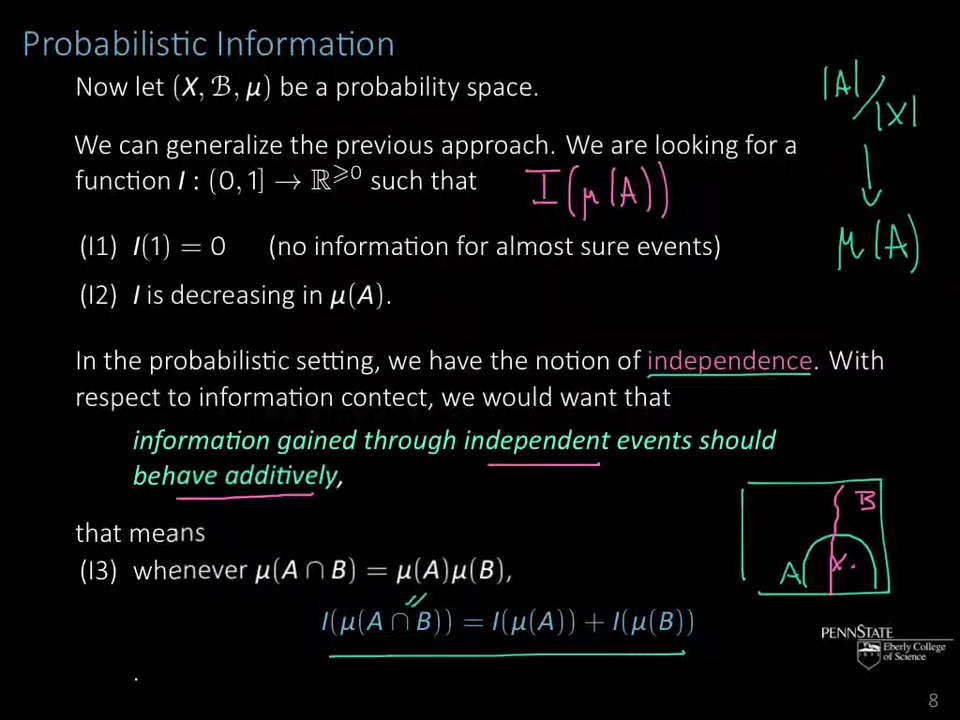 Probabilistic Information
Now let (X, ℬ, μ) be a probability space.
We can generalize the previous approach. We are looking for a
function I : (0, 1] → ℝ^⩾0 such that
I(μ(A))
|A|/|X|
↓
μ(A)
(I1) I(1) = 0 (no information for almost sure events)
(I2) I is decreasing in μ(A).
In the probabilistic setting, we have the notion of independence. With
respect to information contect, we would want that
information gained through independent events should
behave additively,
that means
(I3) whenever μ(A ∩ B) = μ(A)μ(B),
I(μ(A ∩ B)) = I(μ(A)) + I(μ(B))
.
B
A
x.
PENNSTATE
Eberly College
of Science
8